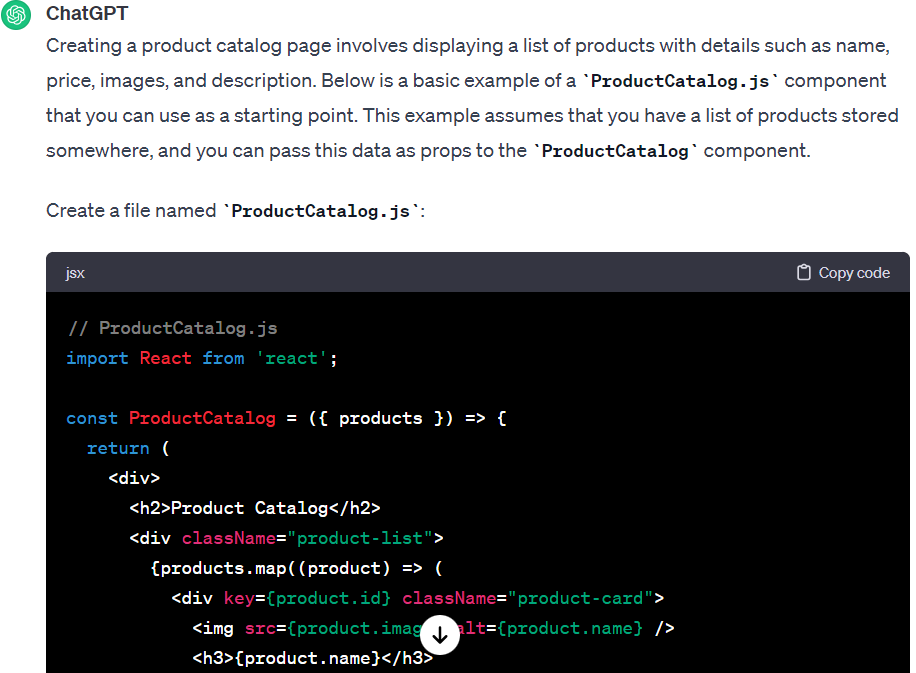 ChatGPT
Creating a product catalog page involves displaying a list of products with details such as name,
price, images, and description. Below is a basic example of a `ProductCatalog.js` component
that you can use as a starting point. This example assumes that you have a list of products stored
somewhere, and you can pass this data as props to the `ProductCatalog` component.
Create a file named `ProductCatalog.js`:
jsx Copy code
// ProductCatalog.js
import React from 'react';
const ProductCatalog = ({ products }) => {
return (
<div>
<h2>Product Catalog</h2>
<div className="product-list">
{products.map((product) => (
<div key={product.id} className="product-card">
<img src={product.imag alt={product.name} />
<h3>{product.name}</h3>